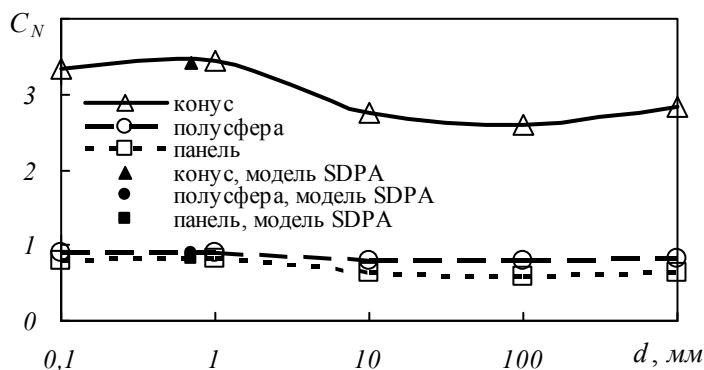 C_N
3
конус
полусфера
панель
2
конус, модель SDPA
полусфера, модель SDPA
панель, модель SDPA
1
0
0,1 1 10 100 d, мм